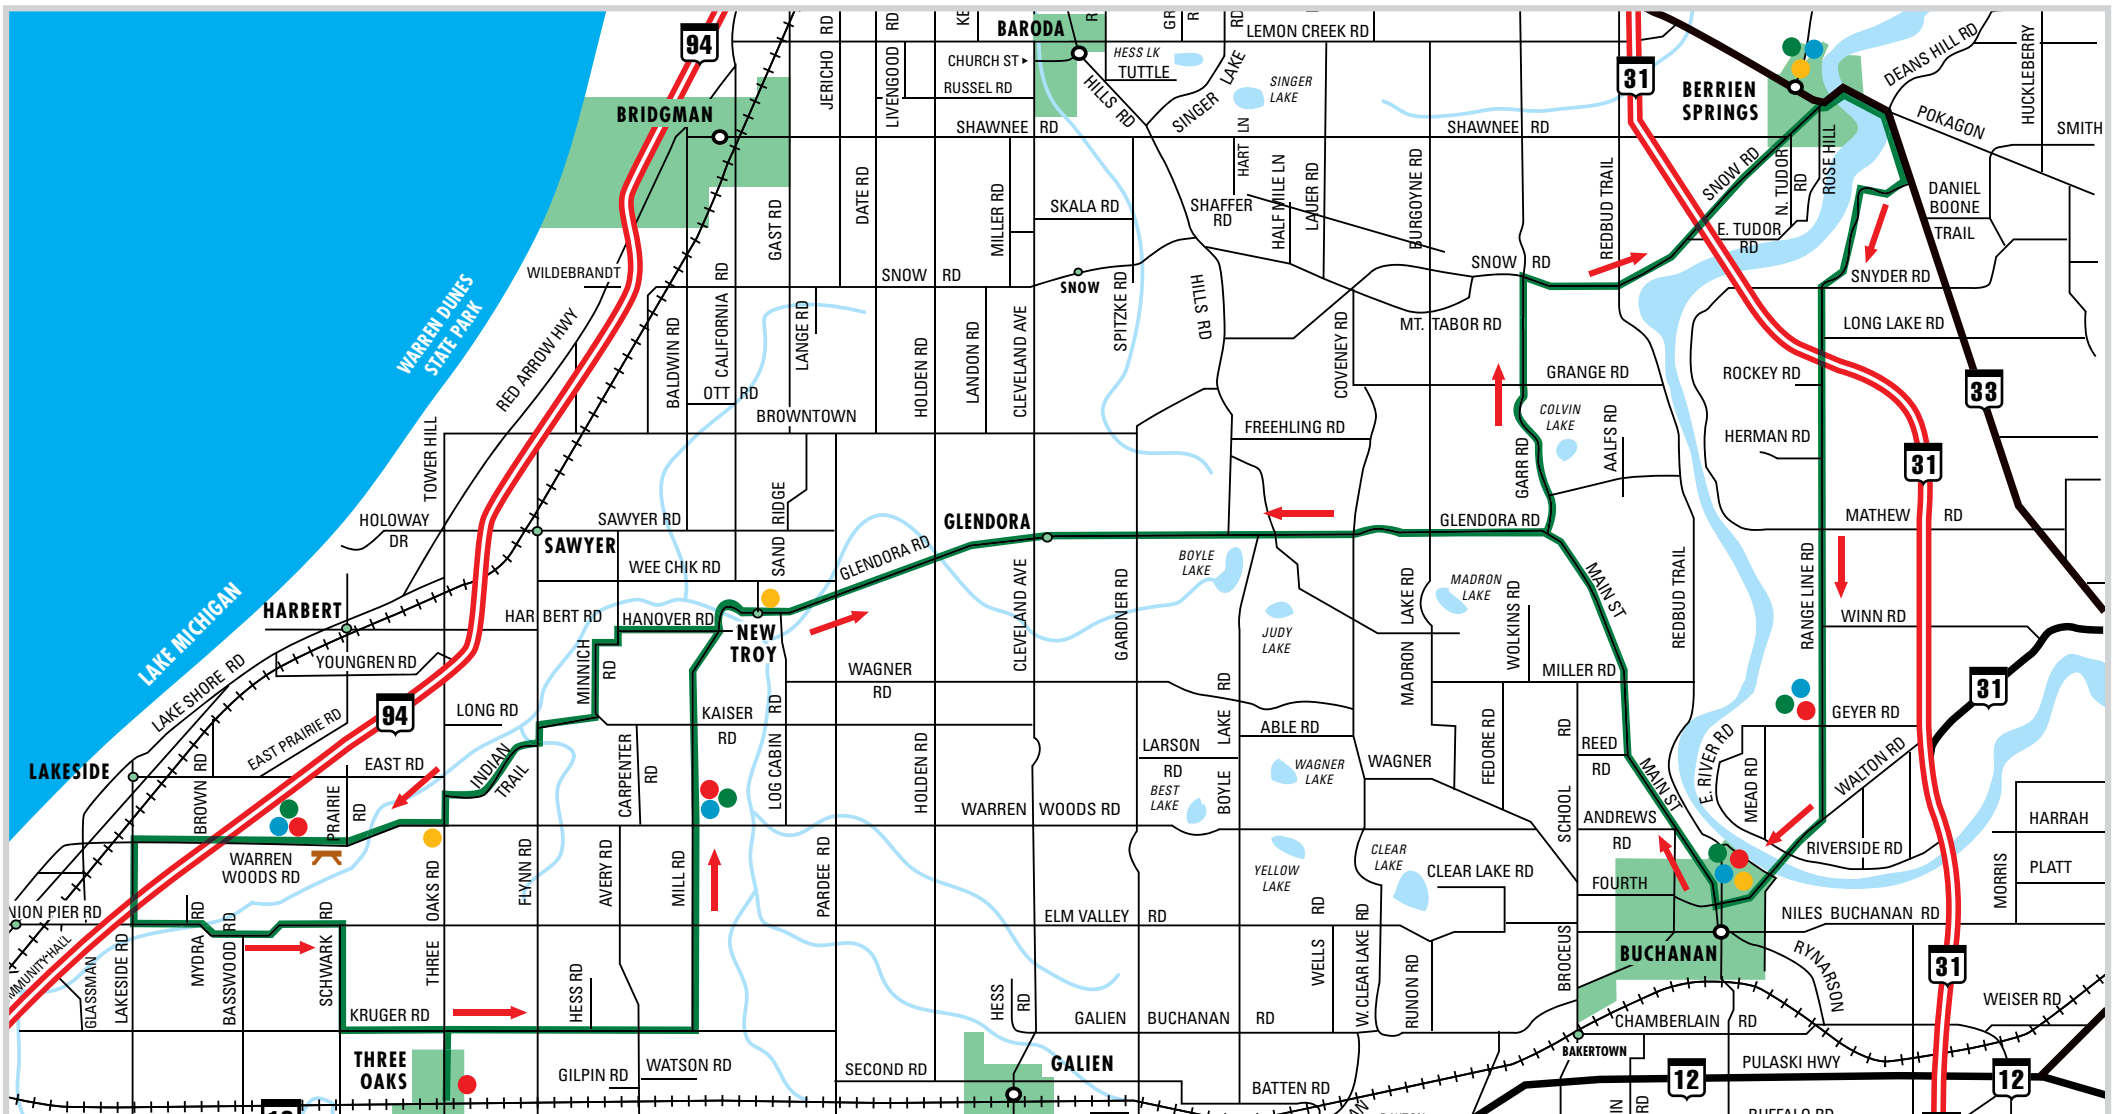 94
BRIDGMAN
BARODA
JERICHO RD
LIVENGOOD RD
CHURCH ST
RUSSEL RD
HESS LK
TUTTLE
HILLS RD
SINGER LAKE
SINGER
LAKE
LEMON CREEK RD
31
BERRIEN
SPRINGS
DEANS HILL RD
HUCKLEBERRY
POKAGON
SMITH
SHAWNEE RD
SHAWNEE RD
HART LN
HALF MILE LN
LAUER RD
BURGOYNE RD
REDBUD TRAIL
SNOW RD
N. TUDOR
RD
ROSE HILL
DANIEL
BOONE
TRAIL
GAST RD
DATE RD
MILLER RD
SKALA RD
SHAFFER
RD
E. TUDOR
RD
SNYDER RD
WILDEBRANDT
SNOW RD
SNOW
SNOW RD
WARREN DUNES
STATE PARK
RED ARROW HWY
BALDWIN RD
CALIFORNIA RD
LANGE RD
HOLDEN RD
LANDON RD
CLEVELAND AVE
SPITZKE RD
HILLS RD
COVENEY RD
MT. TABOR RD
LONG LAKE RD
GRANGE RD
ROCKEY RD
33
OTT RD
BROWNTOWN
FREEHLING RD
COLVIN
LAKE
AALFS RD
GARR RD
HERMAN RD
31
TOWER HILL
HOLOWAY
DR
SAWYER RD
SAWYER
SAND RIDGE
RD
WEE CHIK RD
GLENDORA RD
GLENDORA
GLENDORA RD
MATHEW RD
LAKE MICHIGAN
HARBERT
HARBERT RD
HANOVER RD
NEW
TROY
CLEVELAND AVE
GARDNER RD
BOYLE
LAKE
JUDY
LAKE
MADRON LAKE RD
MADRON
LAKE
WOLKINS RD
MAIN ST
REDBUD TRAIL
RANGE LINE RD
WINN RD
LAKE SHORE RD
YOUNGREN RD
MINNICH
RD
WAGNER
RD
MILLER RD
31
94
EAST PRAIRIE RD
LONG RD
KAISER
RD
LOG CABIN RD
BOYLE LAKE RD
ABLE RD
LARSON
RD
FEDORE RD
SCHOOL RD
REED
RD
E. RIVER RD
MEAD RD
GEYER RD
WALTON RD
LAKESIDE
BROWN RD
EAST RD
INDIAN
TRAIL
CARPENTER
RD
HOLDEN RD
WAGNER
LAKE
WAGNER
BEST
LAKE
MAIN ST
PRAIRIE
RD
WARREN
WOODS RD
WARREN WOODS RD
ANDREWS
RD
HARRAH
THREE OAKS RD
FLYNN RD
AVERY RD
MILL RD
PARDEE RD
YELLOW
LAKE
CLEAR
LAKE
CLEAR LAKE RD
FOURTH
RIVERSIDE RD
MORRIS
PLATT
NION PIER RD
MMUNITY HALL
GLASSMAN
LAKESIDE RD
MYDRA RD
BASSWOOD RD
SCHWARK RD
ELM VALLEY RD
WELLS RD
W. CLEAR LAKE RD
RUNON RD
BROCEUS
BUCHANAN
NILES BUCHANAN RD
RYNARSON
31
KRUGER RD
HESS RD
HESS
RD
GALIEN BUCHANAN RD
CHAMBERLAIN RD
WEISER RD
THREE
OAKS
GILPIN RD
WATSON RD
SECOND RD
GALIEN
BATTEN RD
BAKERTOWN
PULASKI HWY
12
12